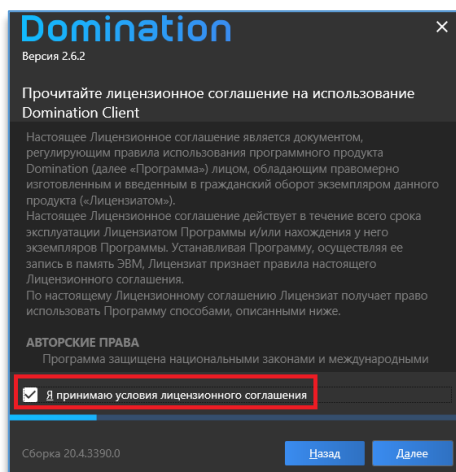 Domination
Версия 2.6.2
Прочитайте лицензионное соглашение на использование
Domination Client
Настоящее Лицензионное соглашение является документом,
регулирующим правила использования программного продукта
Domination (далее «Программа») лицом, обладающим правомерно
изготовленным и введенным в гражданский оборот экземпляром данного
продукта («Лицензиатом»).
Настоящее Лицензионное соглашение действует в течение всего срока
эксплуатации Лицензиатом Программы и/или нахождения у него
экземпляров Программы. Устанавливая Программу, осуществляя ее
запись в память ЭВМ, Лицензиат признает правила настоящего
Лицензионного соглашения.
По настоящему Лицензионному соглашению Лицензиат получает право
использовать Программу способами, описанными ниже.
АВТОРСКИЕ ПРАВА
Программа защищена национальными законами и международными
Я принимаю условия лицензионного соглашения
Сборка 20.4.3390.0
Назад
Далее